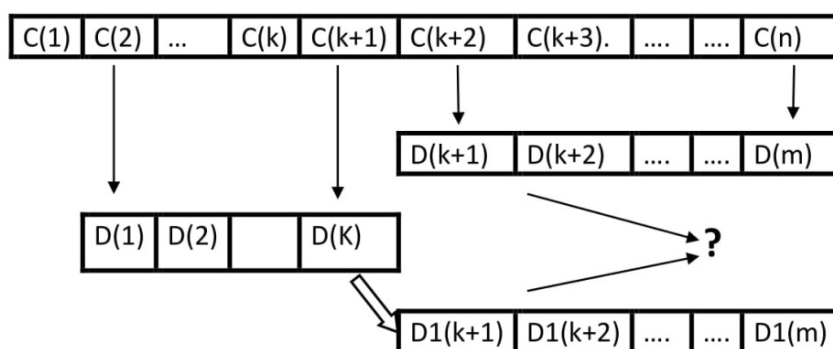 C(1) C(2) ... C(k) C(k+1) C(k+2) C(k+3). .... .... C(n)
D(k+1) D(k+2) .... .... D(m)
D(1) D(2) D(K)
?
D1(k+1) D1(k+2) .... .... D1(m)